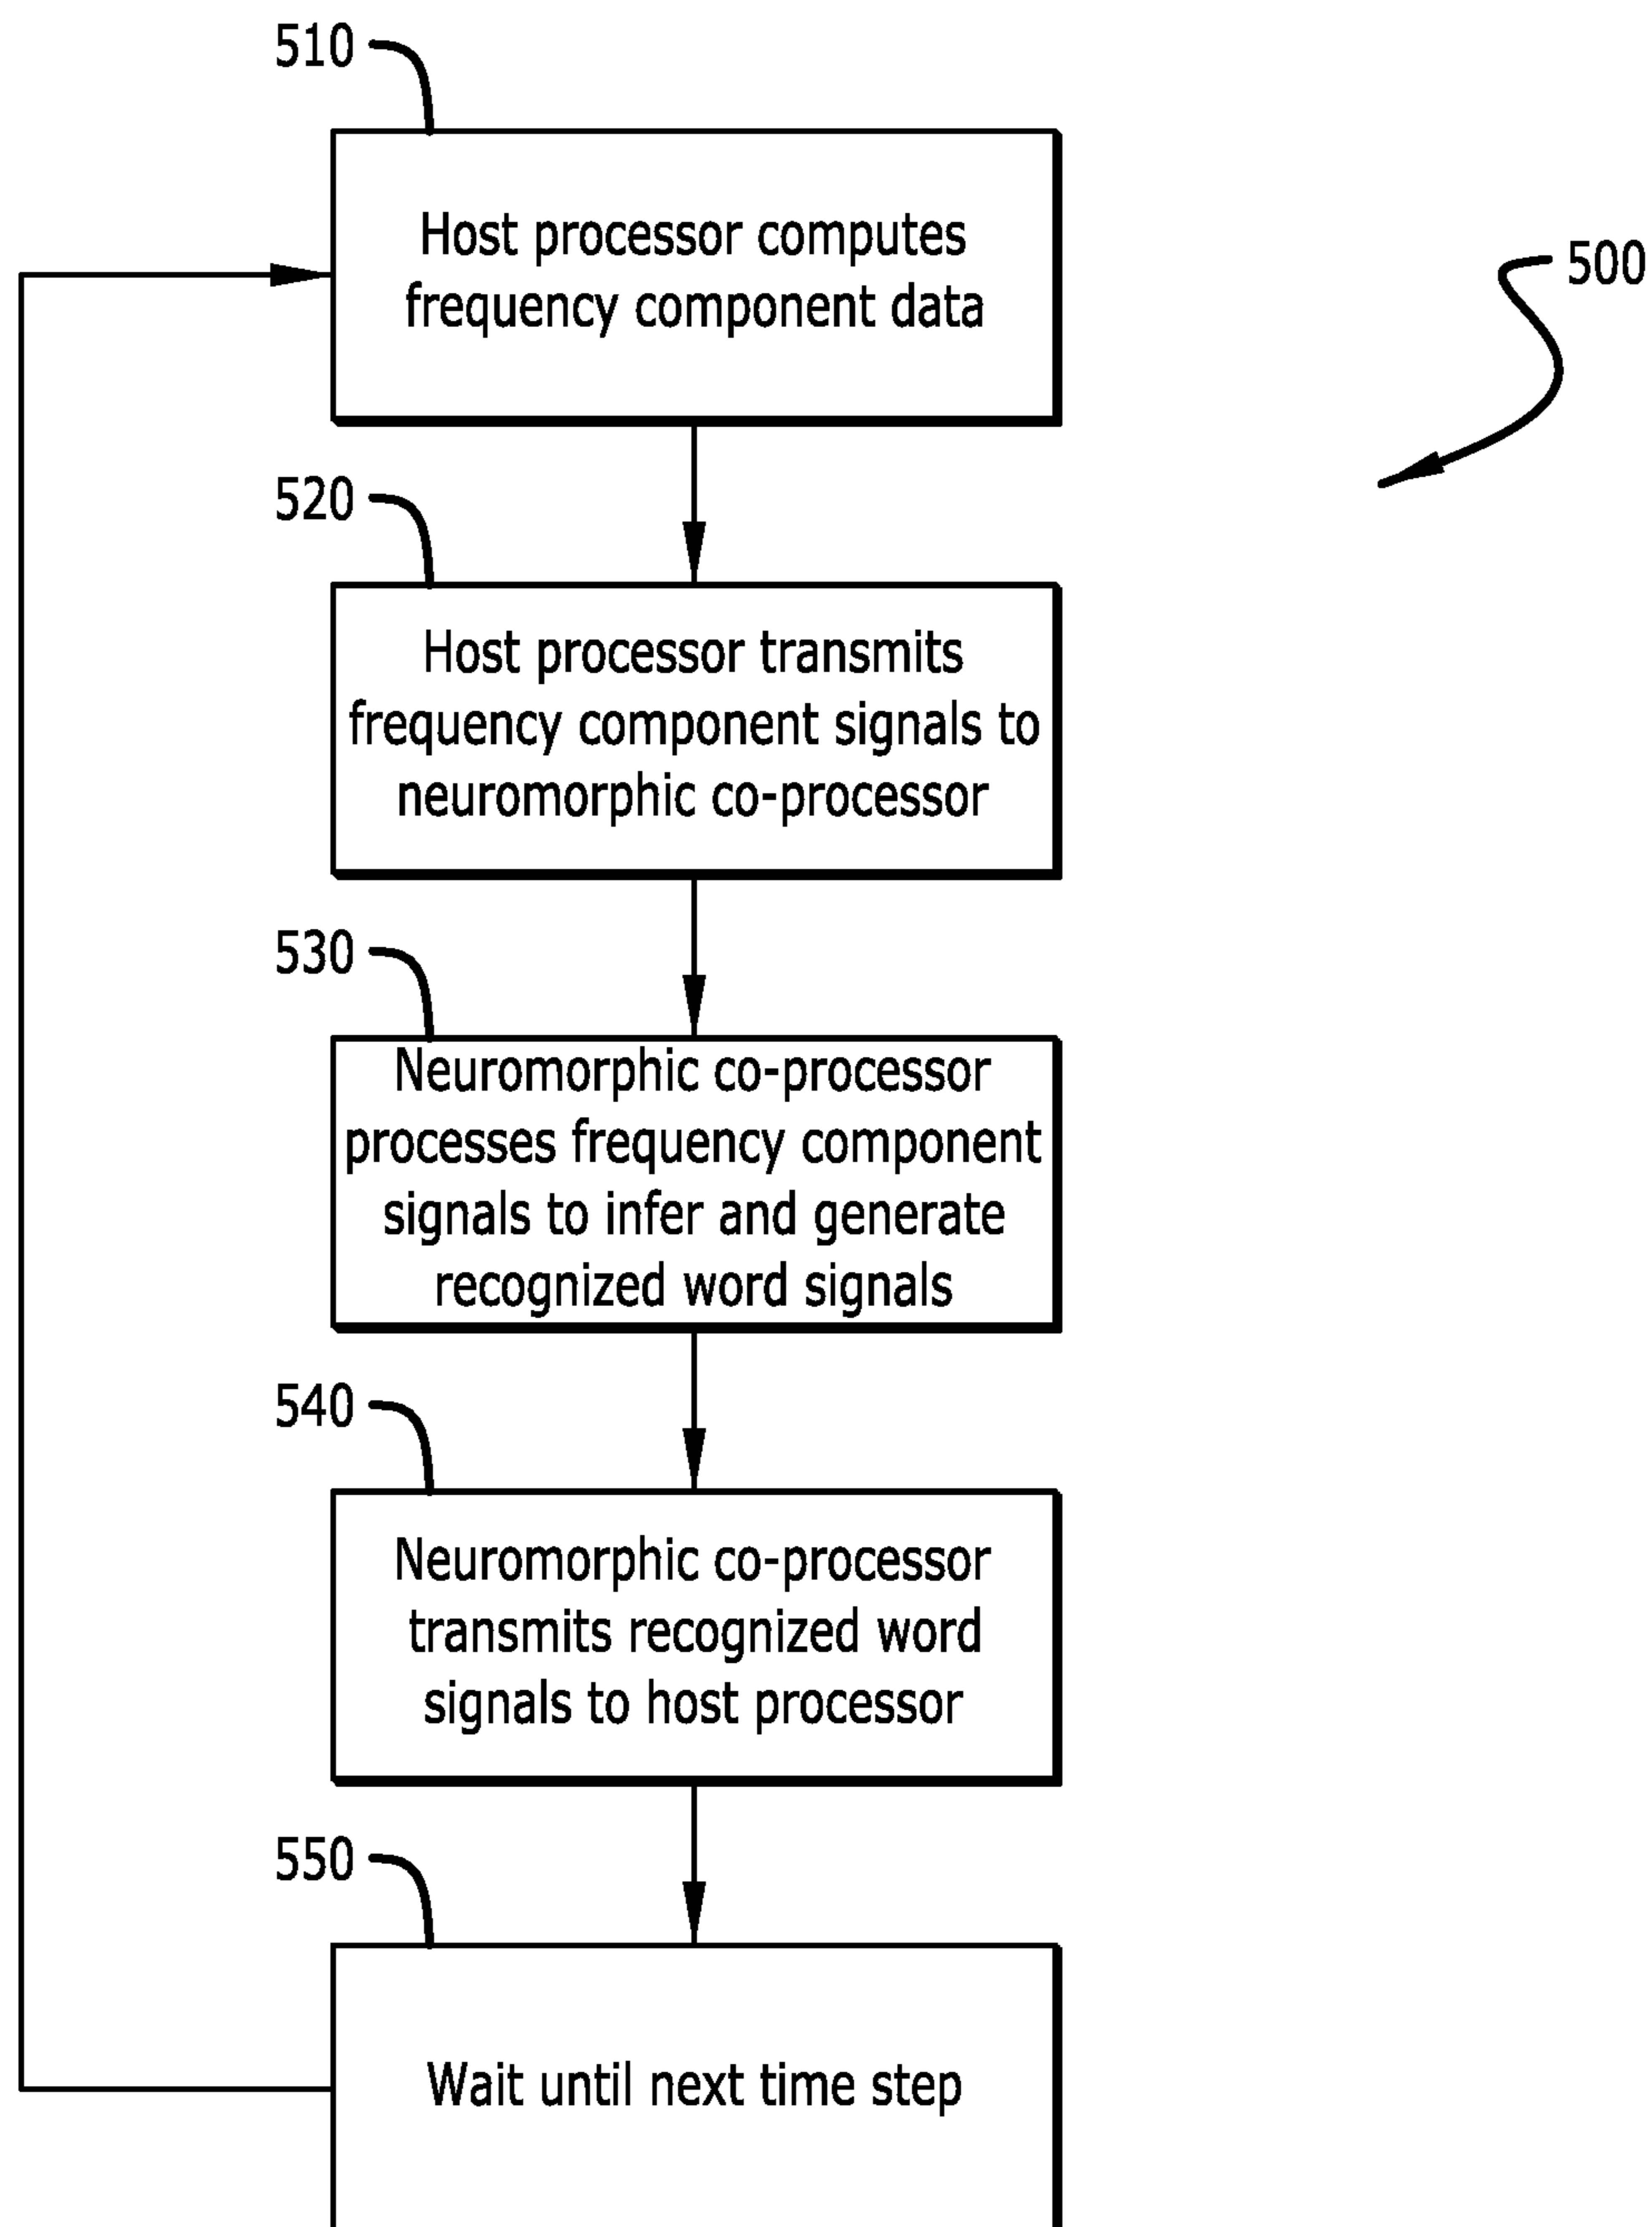 510
Host processor computes
frequency component data
500
520
Host processor transmits
frequency component signals to
neuromorphic co-processor
530
Neuromorphic co-processor
processes frequency component
signals to infer and generate
recognized word signals
540
Neuromorphic co-processor
transmits recognized word
signals to host processor
550
Wait until next time step